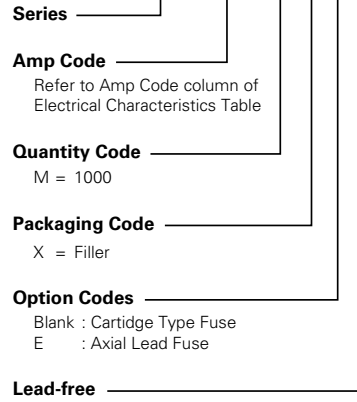 Series
Amp Code
Refer to Amp Code column of
Electrical Characteristics Table
Quantity Code
M = 1000
Packaging Code
X = Filler
Option Codes
Blank : Cartidge Type Fuse
E : Axial Lead Fuse
Lead-free